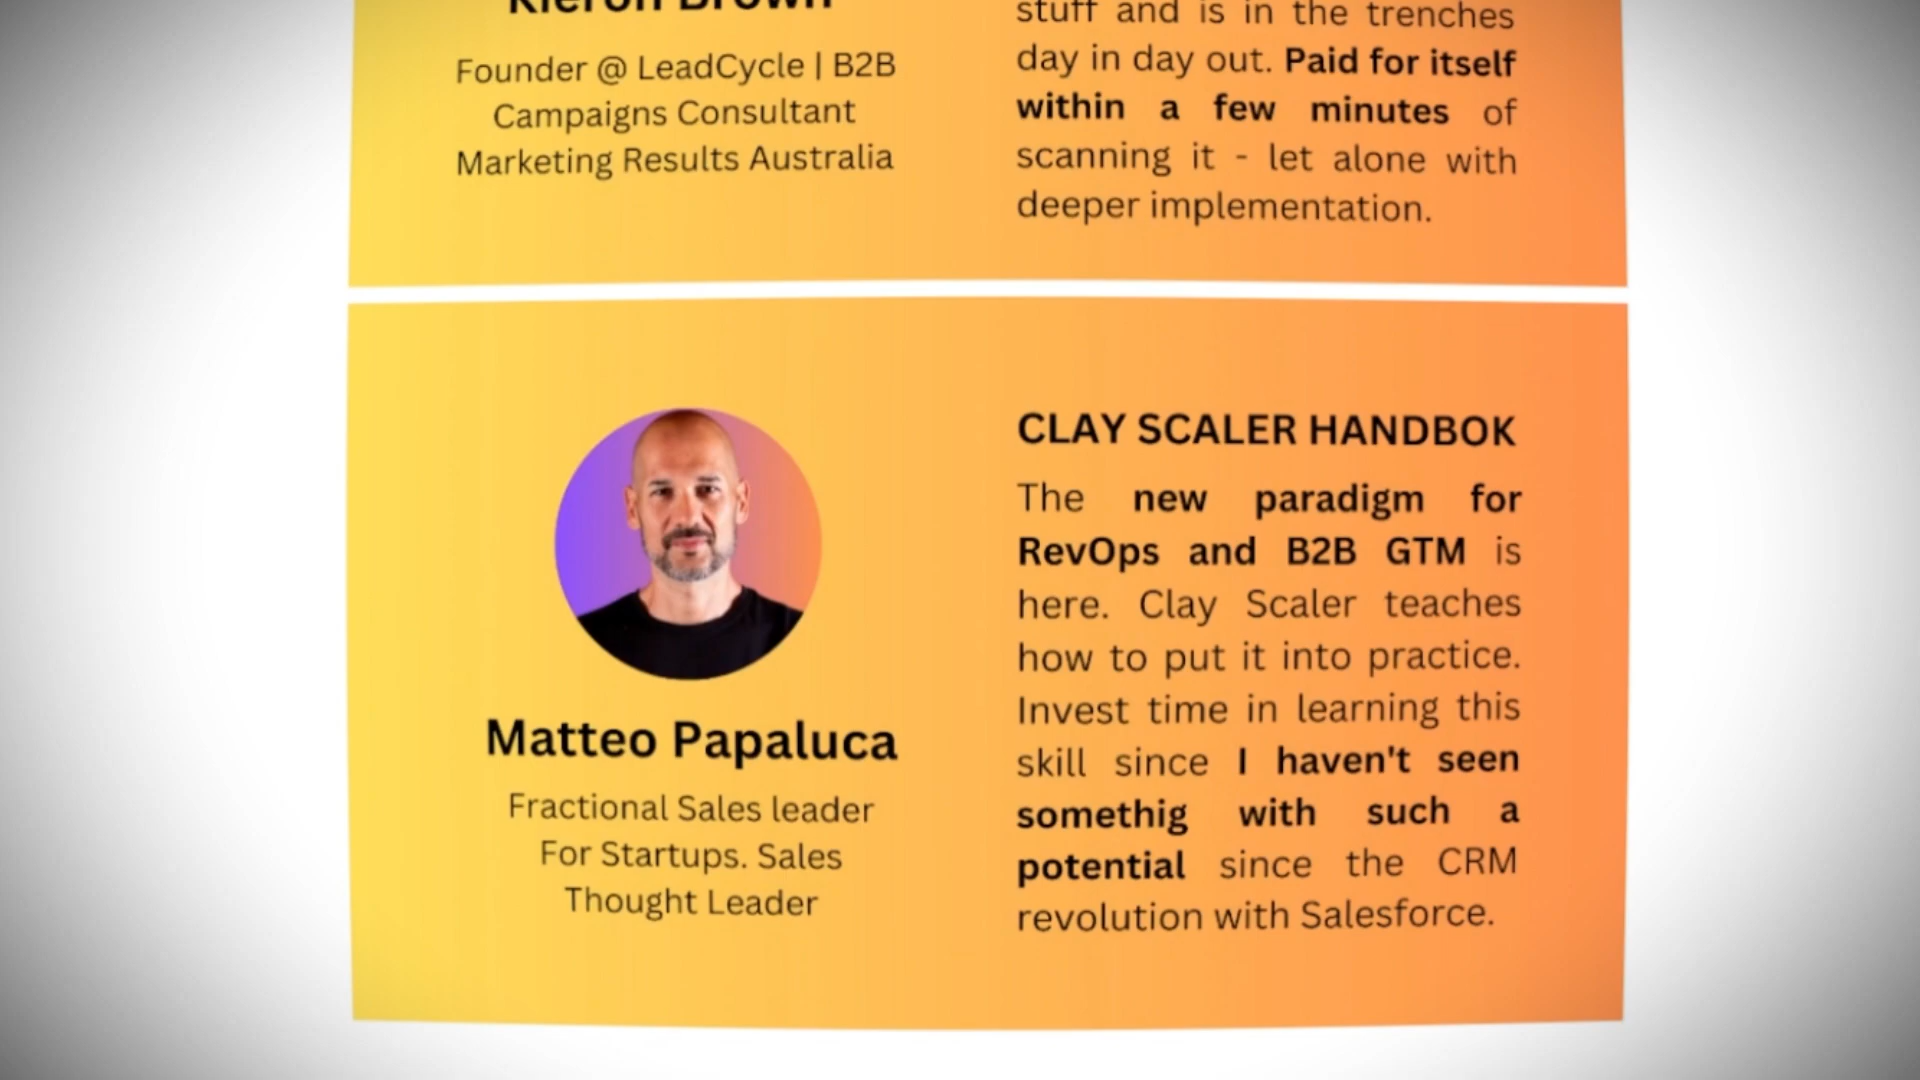 Kieron Brown
Founder @ LeadCycle | B2B
Campaigns Consultant
Marketing Results Australia
stuff and is in the trenches
day in day out. Paid for itself
within a few minutes of
scanning it - let alone with
deeper implementation.
Matteo Papaluca
Fractional Sales leader
For Startups. Sales
Thought Leader
CLAY SCALER HANDBOK
The new paradigm for
RevOps and B2B GTM is
here. Clay Scaler teaches
how to put it into practice.
Invest time in learning this
skill since I haven't seen
somethig with such a
potential since the CRM
revolution with Salesforce.